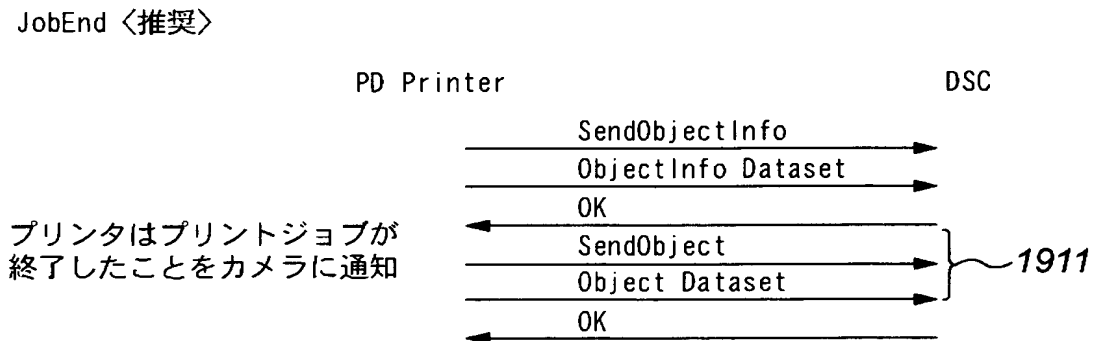 JobEnd〈推奨〉
PD Printer DSC
SendObjectInfo
ObjectInfo Dataset
OK
プリンタはプリントジョブが
終了したことをカメラに通知
SendObject
Object Dataset
1911
OK